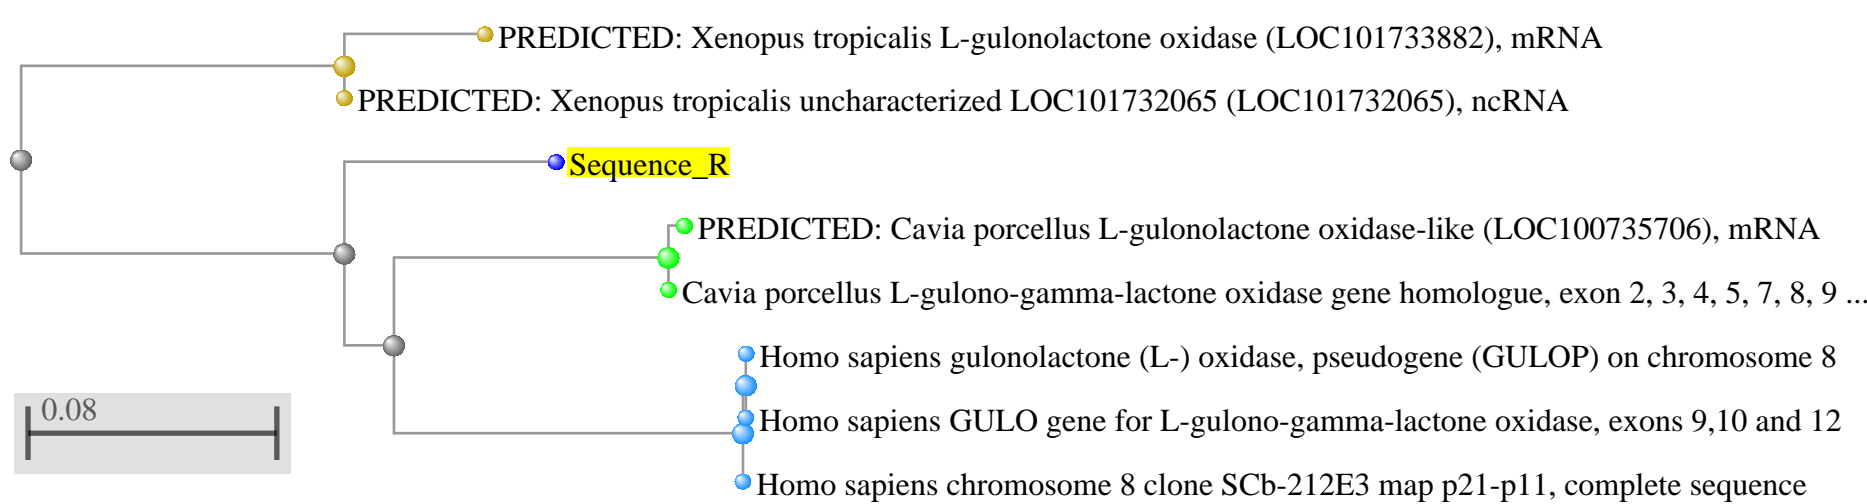 PREDICTED: Xenopus tropicalis L-gulonolactone oxidase (LOC101733882), mRNA
PREDICTED: Xenopus tropicalis uncharacterized LOC101732065 (LOC101732065), ncRNA
Sequence_R
PREDICTED: Cavia porcellus L-gulonolactone oxidase-like (LOC100735706), mRNA
Cavia porcellus L-gulono-gamma-lactone oxidase gene homologue, exon 2, 3, 4, 5, 7, 8, 9 ...
Homo sapiens gulonolactone (L-) oxidase, pseudogene (GULOP) on chromosome 8
0.08
Homo sapiens GULO gene for L-gulono-gamma-lactone oxidase, exons 9,10 and 12
Homo sapiens chromosome 8 clone SCb-212E3 map p21-p11, complete sequence